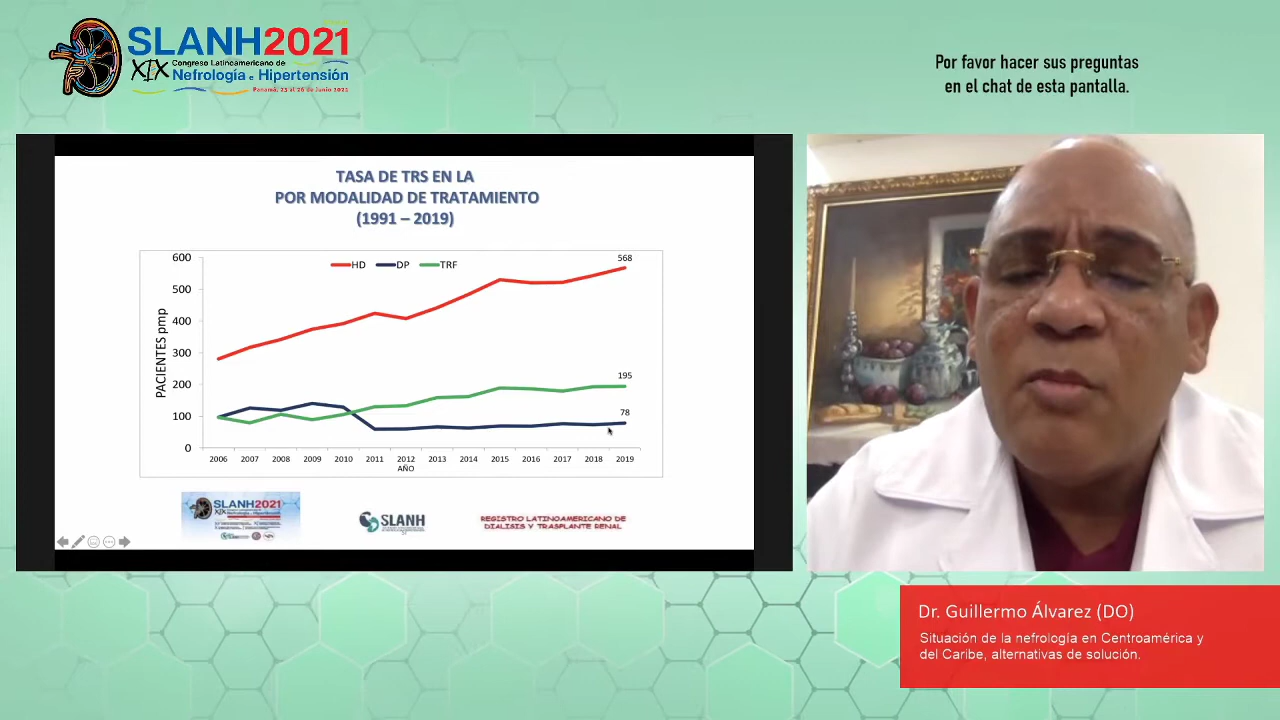 SLANH2021
XIX Congreso Latinoamericano de
Nefrología e Hipertensión
Panamá, 23 al 26 de Junio 2021
Por favor hacer sus preguntas
en el chat de esta pantalla.
TASA DE TRS EN LA
POR MODALIDAD DE TRATAMIENTO
(1991 – 2019)
HD DP TRF
PACIENTES pmp
600
500
400
300
200
100
0
568
195
78
2006 2007 2008 2009 2010 2011 2012 2013 2014 2015 2016 2017 2018 2019
AÑO
SLANH2021
XIX
SLANH
REGISTRO LATINOAMERICANO DE
DIALISIS Y TRASPLANTE RENAL
Dr. Guillermo Álvarez (DO)
Situación de la nefrología en Centroamérica y
del Caribe, alternativas de solución.